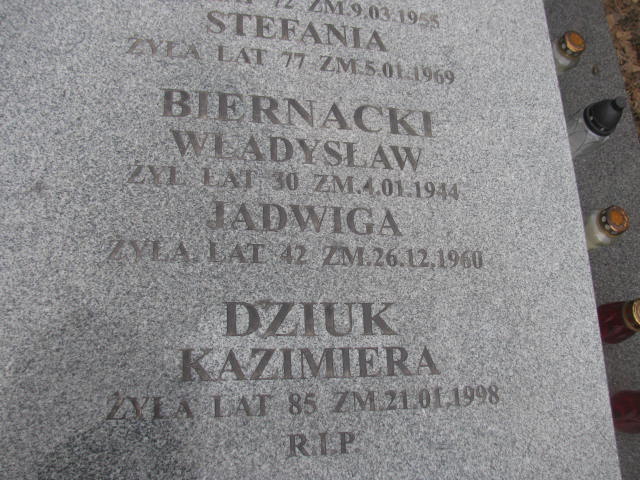 LAT 72 ZM.9.03.1955
STEFANIA
ŻYŁA LAT 77 ZM.5.01.1969
BIERNACKI
WŁADYSŁAW
ŻYŁ LAT 30 ZM.4.01.1944
JADWIGA
ŻYŁA LAT 42 ZM.26.12.1960
DZIUK
KAZIMIERA
ŻYŁA LAT 85 ZM.21.01.1998
R.I.P.